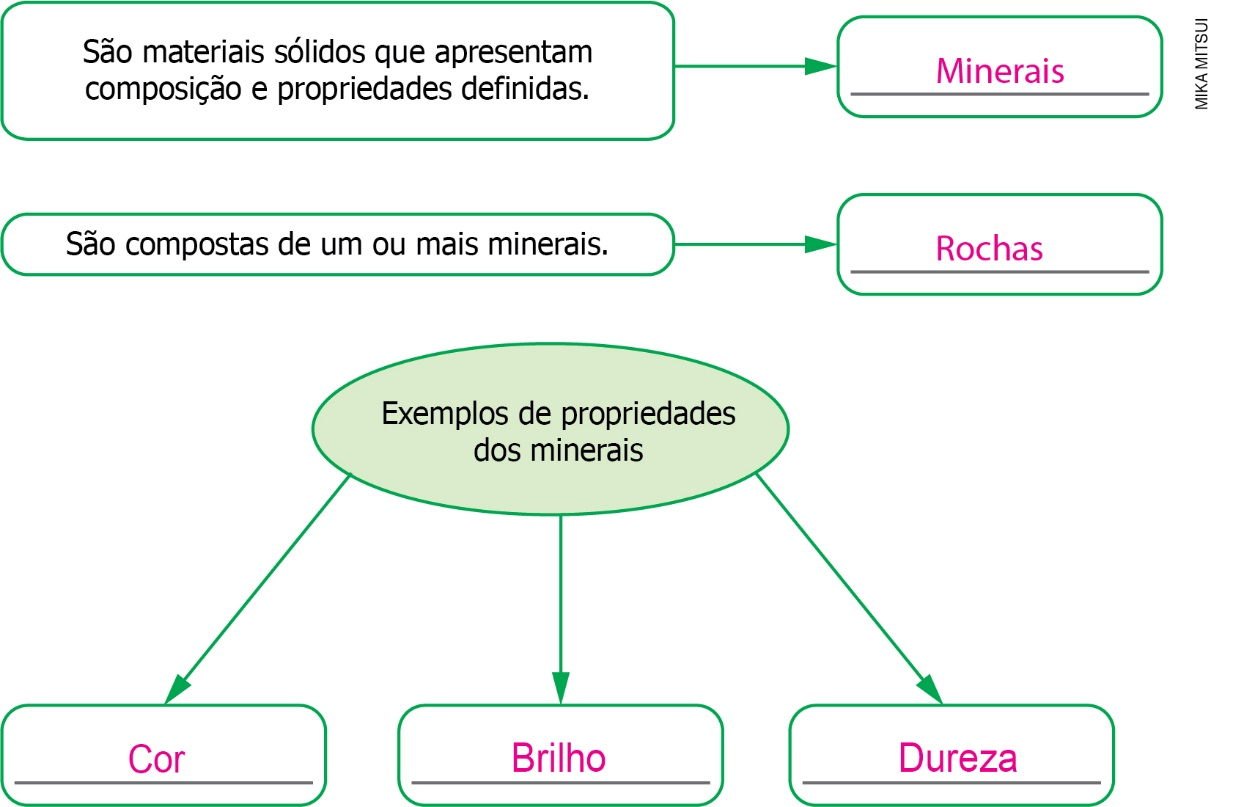 São materiais sólidos que apresentam
composição e propriedades definidas.
Minerais
MIKA MITSUI
São compostas de um ou mais minerais.
Rochas
Exemplos de propriedades
dos minerais
Cor
Brilho
Dureza